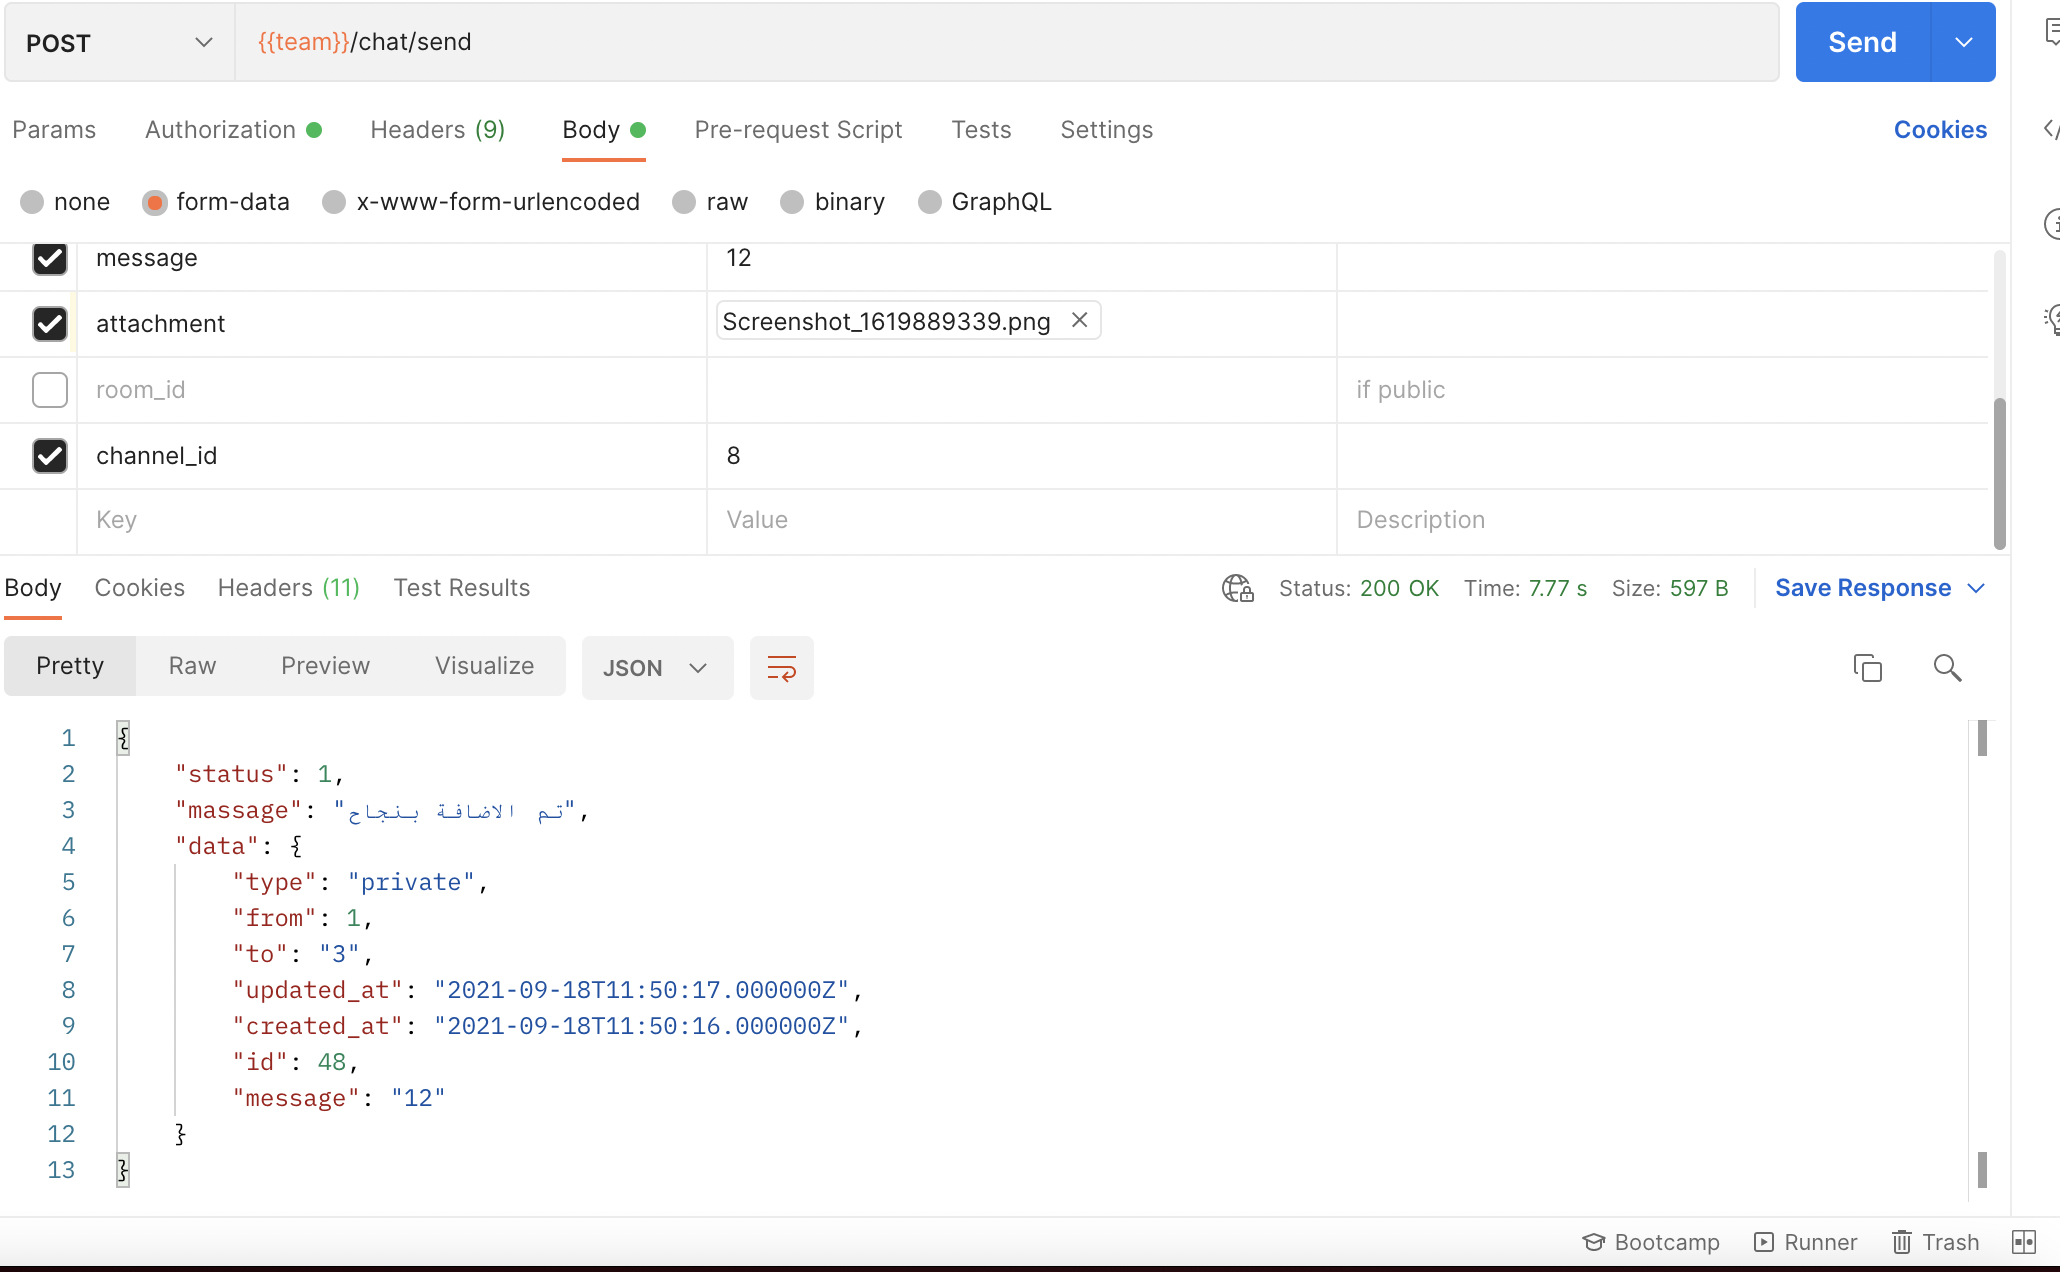 POST {{team}}/chat/send Send
Params Authorization Headers (9) Body Pre-request Script Tests Settings Cookies
none form-data x-www-form-urlencoded raw binary GraphQL
message 12
attachment Screenshot_1619889339.png
room_id if public
channel_id 8
Key Value Description
Body Cookies Headers (11) Test Results Status: 200 OK Time: 7.77 s Size: 597 B Save Response
Pretty Raw Preview Visualize JSON
1 {
2 "status": 1,
3 "massage": "تم الاضافة بنجاح",
4 "data": {
5 "type": "private",
6 "from": 1,
7 "to": "3",
8 "updated_at": "2021-09-18T11:50:17.000000Z",
9 "created_at": "2021-09-18T11:50:16.000000Z",
10 "id": 48,
11 "message": "12"
12 }
13 }
Bootcamp Runner Trash